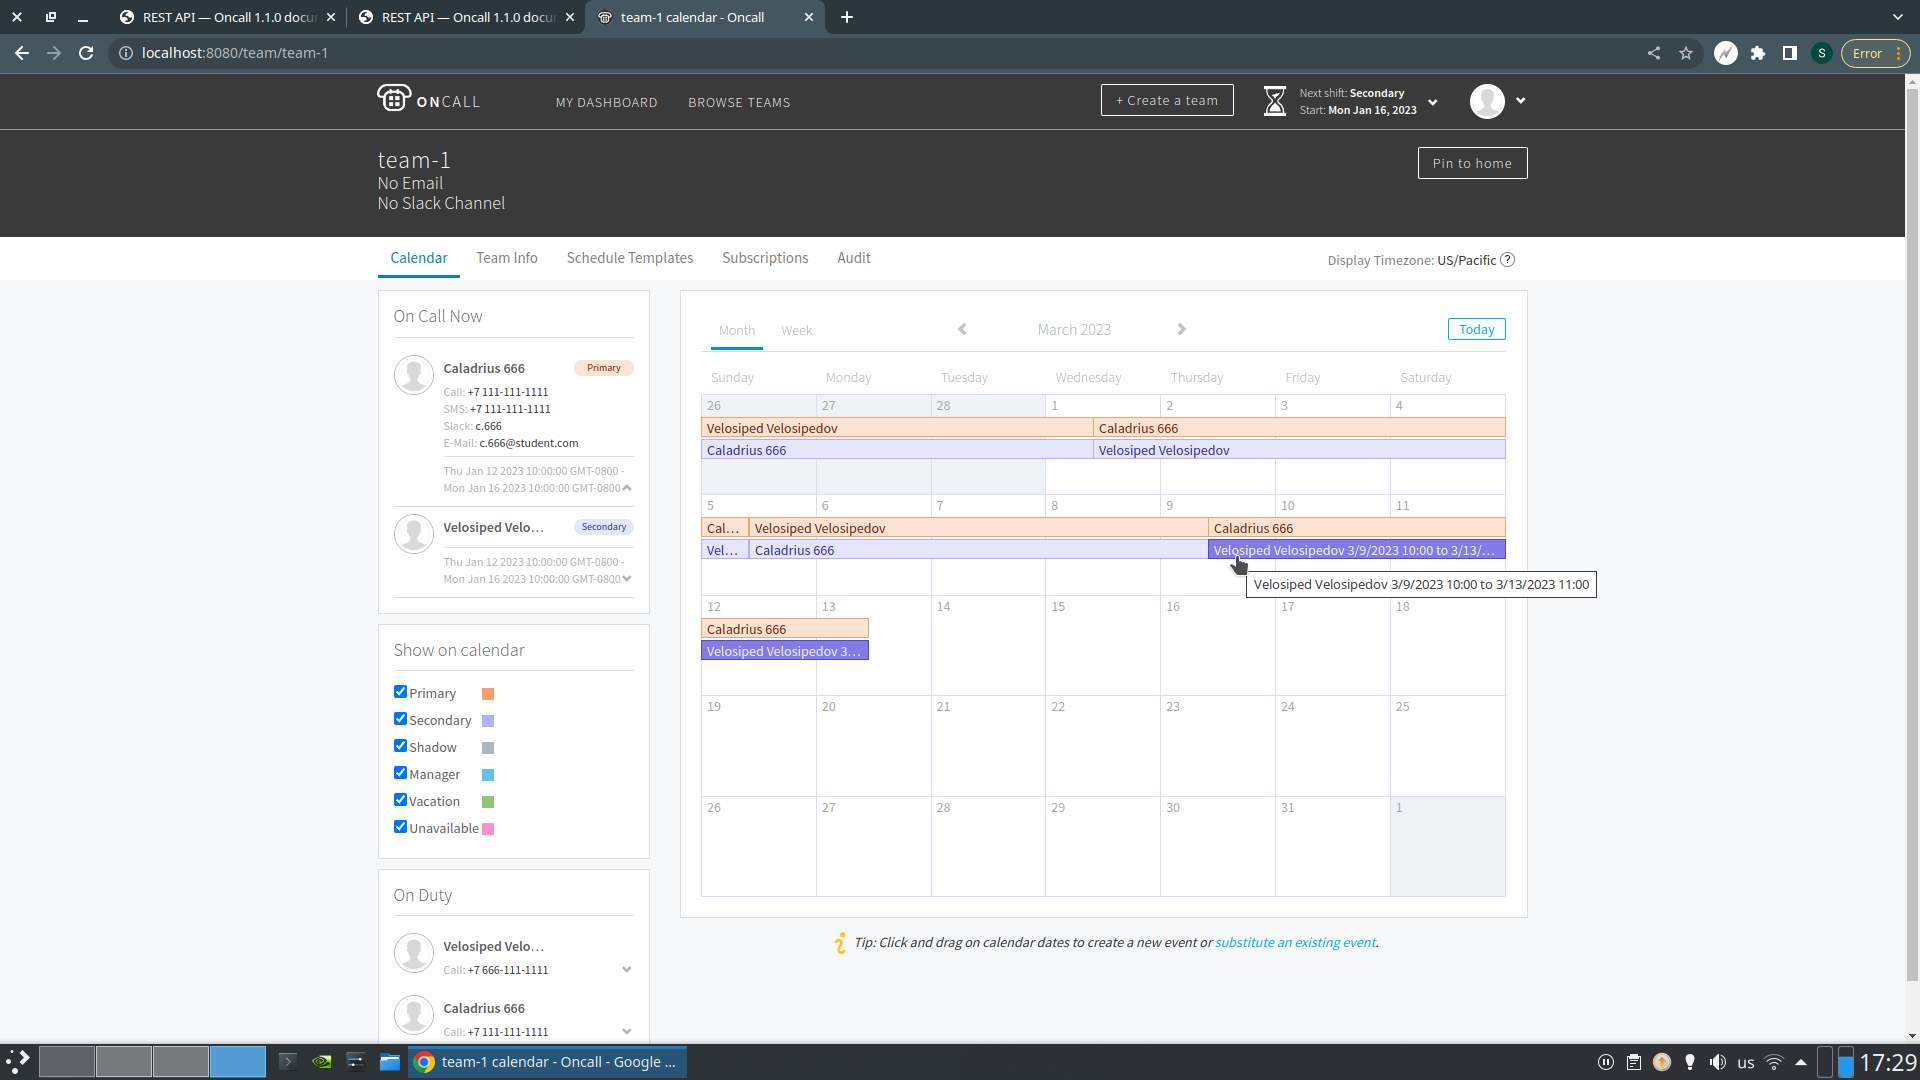 REST API — Oncall 1.1.0 docu
REST API — Oncall 1.1.0 docu
team-1 calendar - Oncall
localhost:8080/team/team-1
S
Error
ONCALL
MY DASHBOARD
BROWSE TEAMS
+ Create a team
Next shift: Secondary
Start: Mon Jan 16, 2023
team-1
No Email
No Slack Channel
Pin to home
Calendar
Team Info
Schedule Templates
Subscriptions
Audit
Display Timezone: US/Pacific ?
On Call Now
Caladrius 666
Primary
Call: +7 111-111-1111
SMS: +7 111-111-1111
Slack: c.666
E-Mail: c.666@student.com
Thu Jan 12 2023 10:00:00 GMT-0800 -
Mon Jan 16 2023 10:00:00 GMT-0800
Velosiped Velo...
Secondary
Thu Jan 12 2023 10:00:00 GMT-0800 -
Mon Jan 16 2023 10:00:00 GMT-0800
Show on calendar
Primary
Secondary
Shadow
Manager
Vacation
Unavailable
On Duty
Velosiped Velo...
Call: +7 666-111-1111
Caladrius 666
Call: +7 111-111-1111
Month
Week
March 2023
Today
Sunday Monday Tuesday Wednesday Thursday Friday Saturday
26 27 28 1 2 3 4
Velosiped Velosipedov Caladrius 666
Caladrius 666 Velosiped Velosipedov
5 6 7 8 9 10 11
Cal... Velosiped Velosipedov Caladrius 666
Vel... Caladrius 666 Velosiped Velosipedov 3/9/2023 10:00 to 3/13/...
Velosiped Velosipedov 3/9/2023 10:00 to 3/13/2023 11:00
12 13 14 15 16 17 18
Caladrius 666
Velosiped Velosipedov 3...
19 20 21 22 23 24 25
26 27 28 29 30 31 1
Tip: Click and drag on calendar dates to create a new event or substitute an existing event.
team-1 calendar - Oncall - Google ...
us
17:29